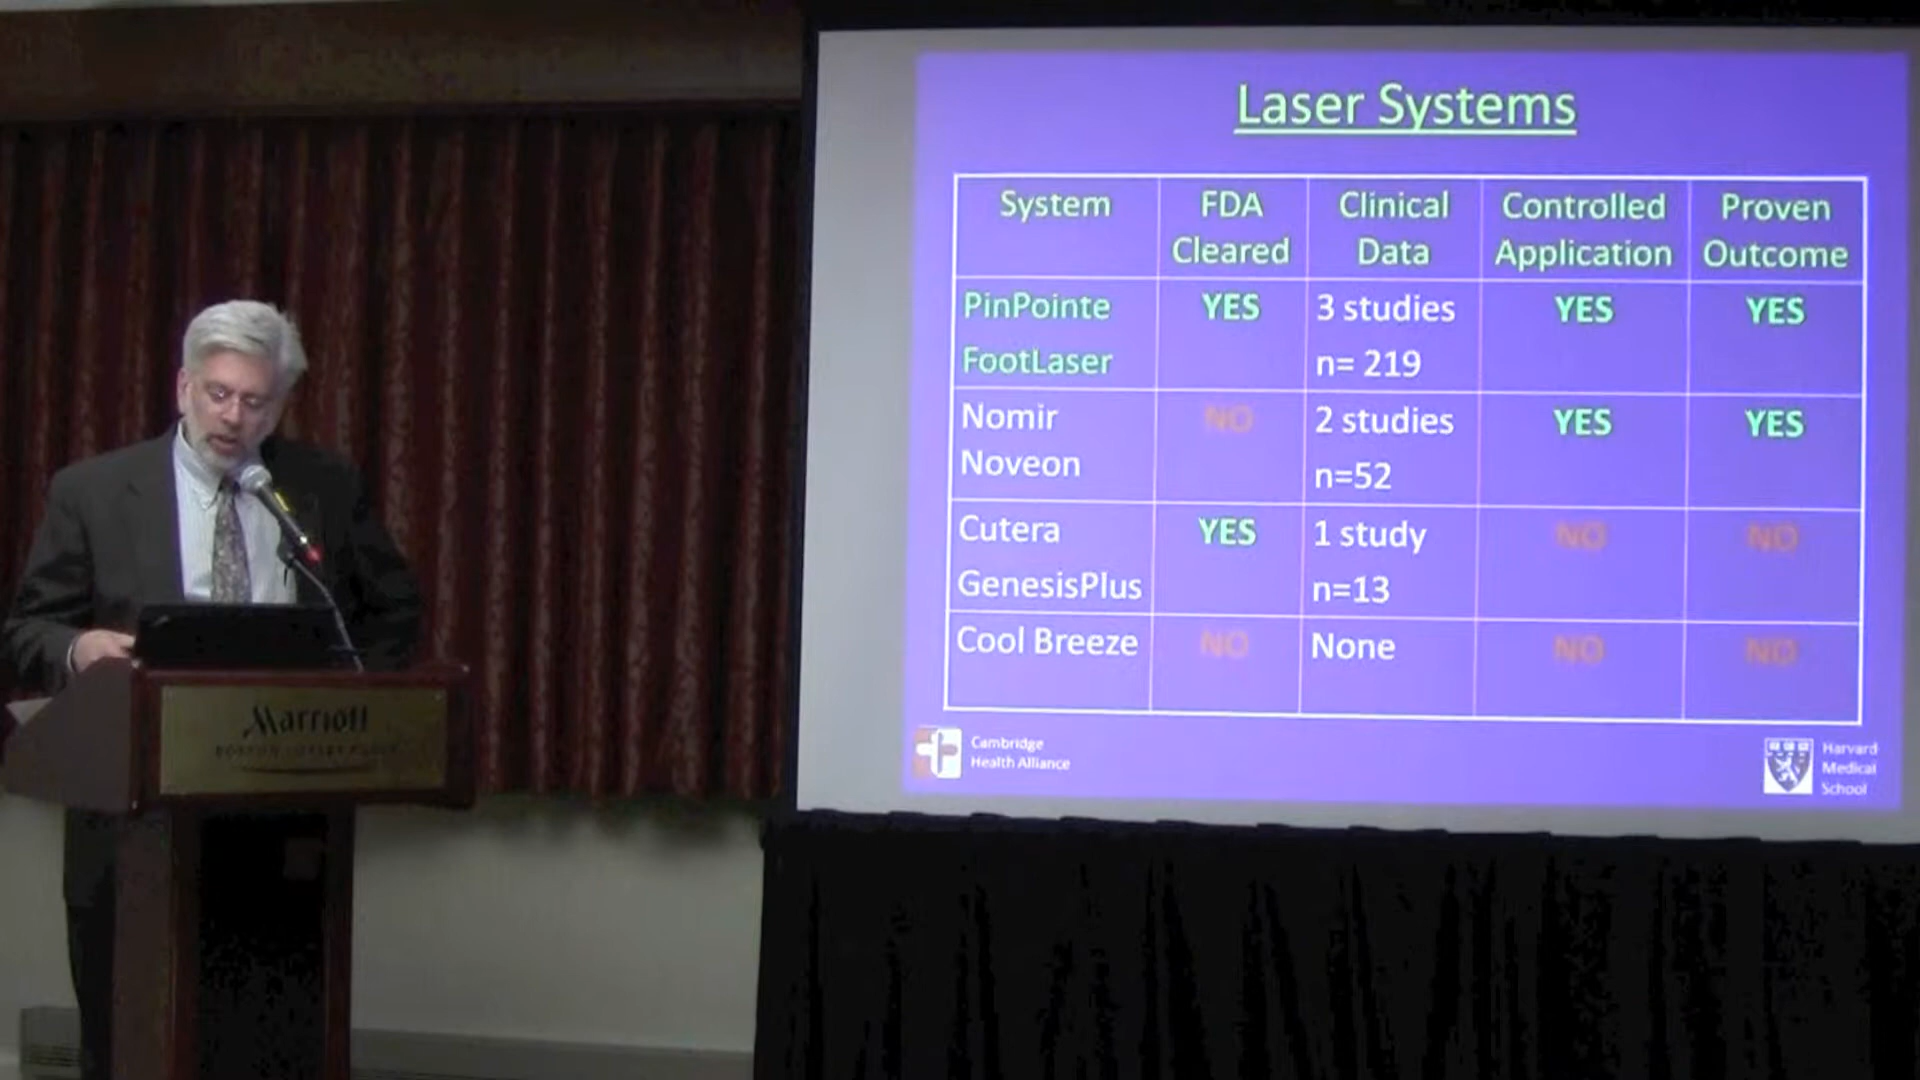 Laser Systems
System FDA Cleared Clinical Data Controlled Application Proven Outcome
PinPointe FootLaser YES 3 studies n= 219 YES YES
Nomir Noveon NO 2 studies n=52 YES YES
Cutera GenesisPlus YES 1 study n=13 NO NO
Cool Breeze NO None NO NO
Cambridge
Health Alliance
Harvard
Medical
School
Marriott